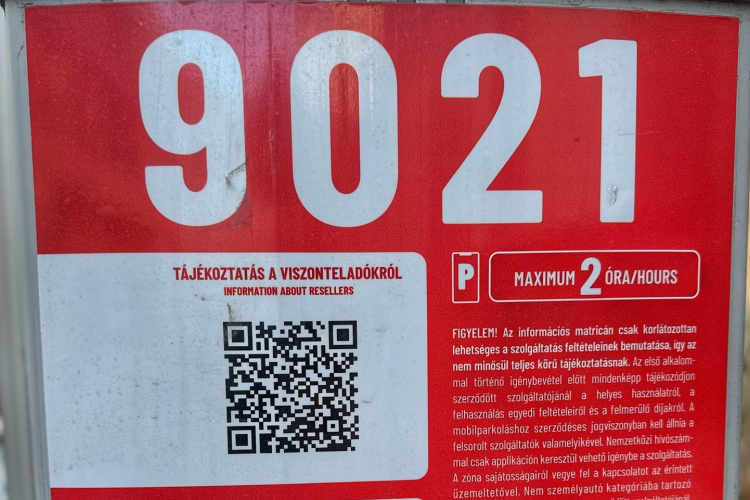 9021
TÁJÉKOZTATÁS A VISZONTELADÓKRÓL
INFORMATION ABOUT RESELLERS
P
MAXIMUM 2 ÓRA/HOURS
FIGYELEM! Az információs matricán csak korlátozottan
lehetséges a szolgáltatás feltételeinek bemutatása, így az
nem minősül teljes körű tájékoztatásnak. Az első alkalom-
mal történő igénybevétel előtt mindenképp tájékozódjon
szerződött szolgáltatójánál a helyes használatról, a
felhasználás egyedi feltételeiről és a felmerülő díjakról. A
mobilparkoláshoz szerződéses jogviszonyban kell állnia a
felsorolt szolgáltatók valamelyikével. Nemzetközi hívószám-
mal csak applikáción keresztül vehető igénybe a szolgáltatás.
A zóna sajátosságairól vegye fel a kapcsolatot az érintett
üzemeltetővel. Nem személyautó kategóriába tartozó